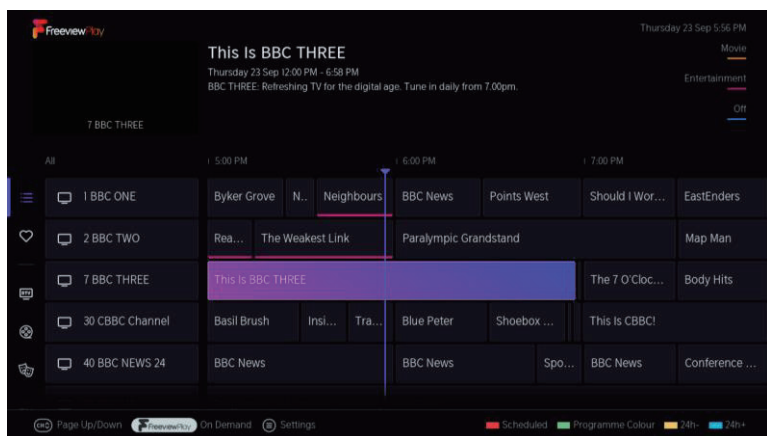 FreeviewPlay
Thursday 23 Sep 5:56 PM
This Is BBC THREE
Movie
Thursday 23 Sep 12:00 PM - 6:58 PM
BBC THREE: Refreshing TV for the digital age. Tune in daily from 7.00pm.
Entertainment
Off
7 BBC THREE
All 5:00 PM 6:00 PM 7:00 PM
1 BBC ONE Byker Grove N.. Neighbours BBC News Points West Should I Wor... EastEnders
2 BBC TWO Rea... The Weakest Link Paralympic Grandstand Map Man
7 BBC THREE This Is BBC THREE The 7 O'Cloc... Body Hits
30 CBBC Channel Basil Brush Insi... Tra... Blue Peter Shoebox ... This Is CBBC!
40 BBC NEWS 24 BBC News BBC News Spo... BBC News Conference ...
Page Up/Down FreeviewPlay On Demand Settings Scheduled Programme Colour 24h- 24h+